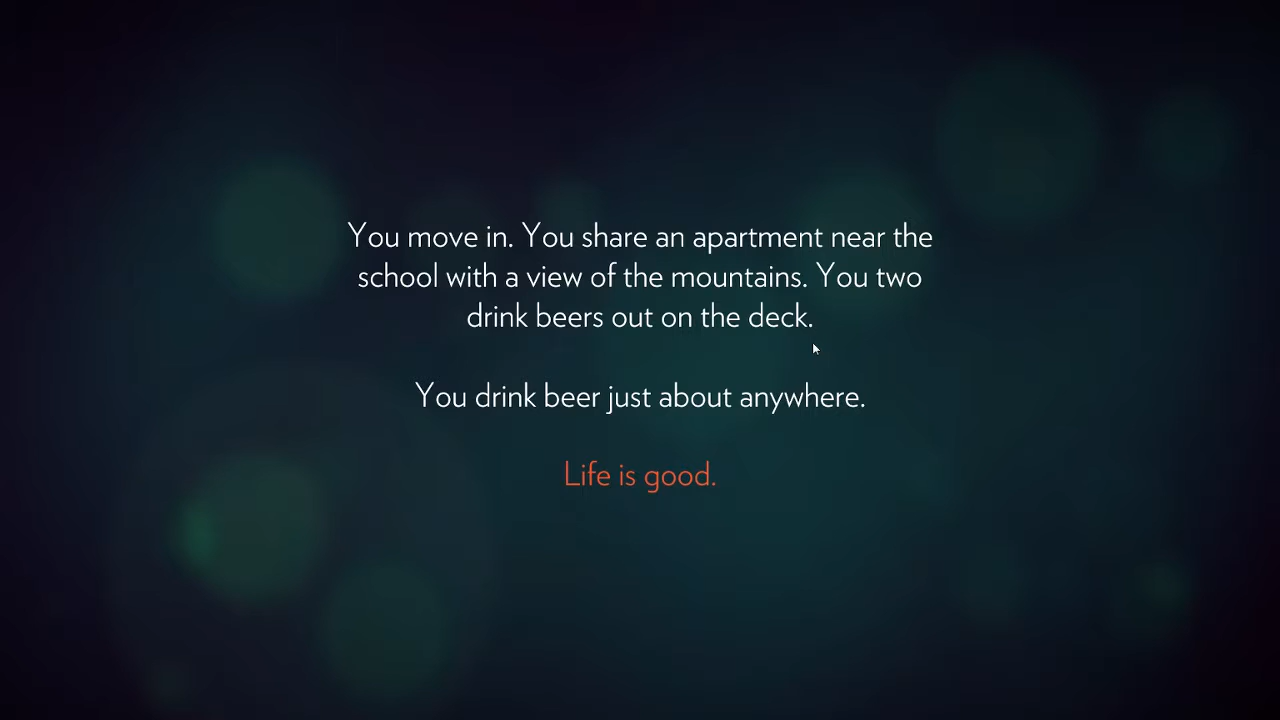 You move in. You share an apartment near the
school with a view of the mountains. You two
drink beers out on the deck.
You drink beer just about anywhere.
Life is good.